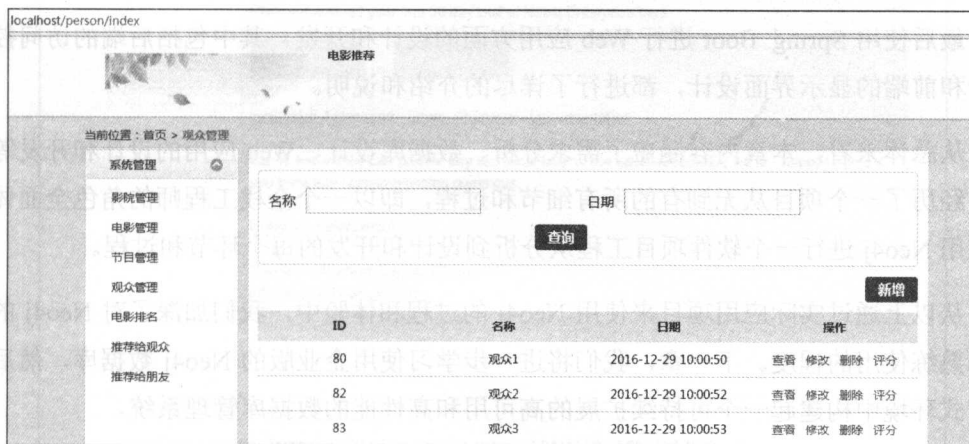 localhost/person/index
电影推荐
当前位置：首页 > 观众管理
系统管理
影院管理
电影管理
节目管理
观众管理
电影排名
推荐给观众
推荐给朋友
名称 日期
查询
新增
ID 名称 日期 操作
80 观众1 2016-12-29 10:00:50 查看 修改 删除 评分
82 观众2 2016-12-29 10:00:52 查看 修改 删除 评分
83 观众3 2016-12-29 10:00:53 查看 修改 删除 评分